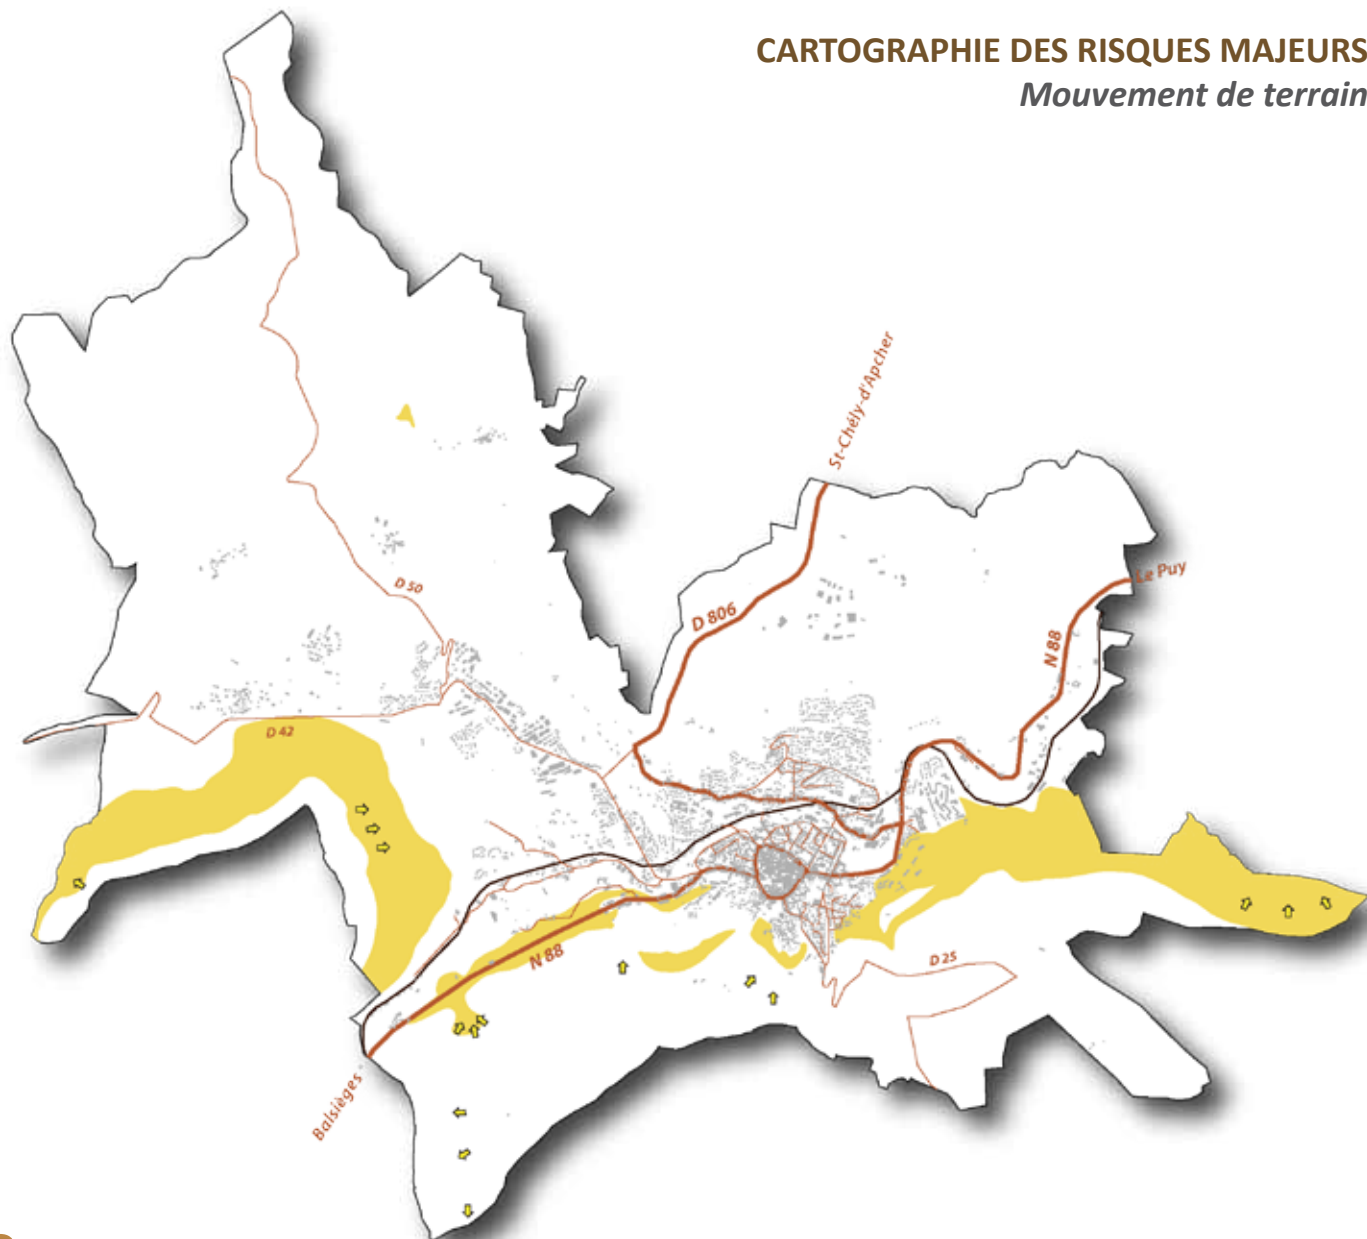 CARTOGRAPHIE DES RISQUES MAJEURS
Mouvement de terrain
St-Chély-d'Apcher
Le Puy
D 50
D 806
N 88
D 42
N 88
D 25
Balsièges